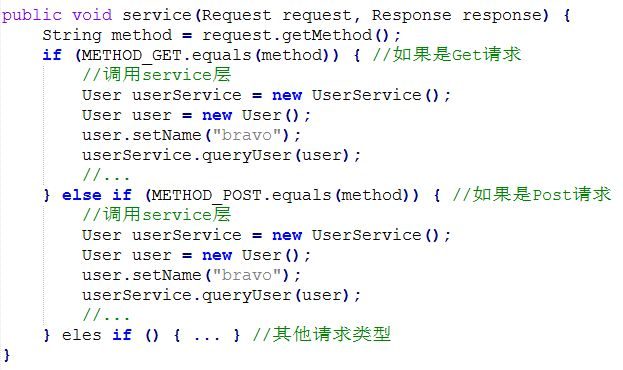 public void service(Request request, Response response) {
    String method = request.getMethod();
    if (METHOD_GET.equals(method)) { //如果是Get请求
        //调用service层
        User userService = new UserService();
        User user = new User();
        user.setName("bravo");
        userService.queryUser(user);
        //...
    } else if (METHOD_POST.equals(method)) { //如果是Post请求
        //调用service层
        User userService = new UserService();
        User user = new User();
        user.setName("bravo");
        userService.queryUser(user);
        //...
    } eles if () { ... } //其他请求类型
}